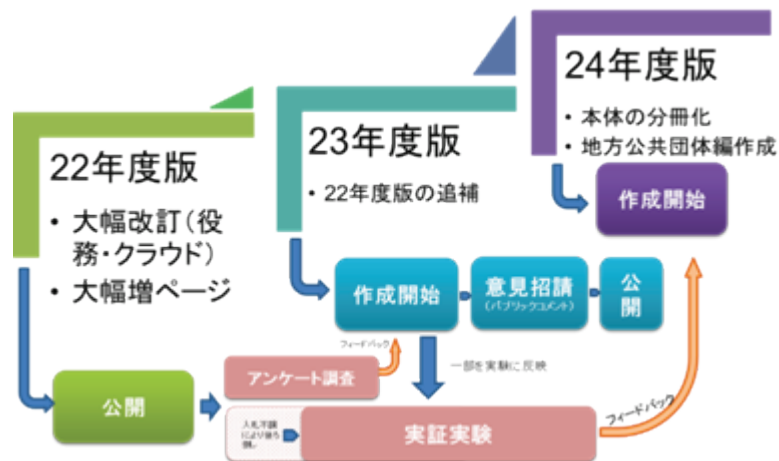 22年度版
• 大幅改訂(役
務・クラウド)
• 大幅増ページ
公開
23年度版
• 22年度版の追補
作成開始
意見招請
(パブリックコメント)
公
開
フィードバック
アンケート調査
一部を実験に反映
入札不調
により後ろ
倒し
実証実験
24年度版
• 本体の分冊化
• 地方公共団体編作成
作成開始
フィードバック